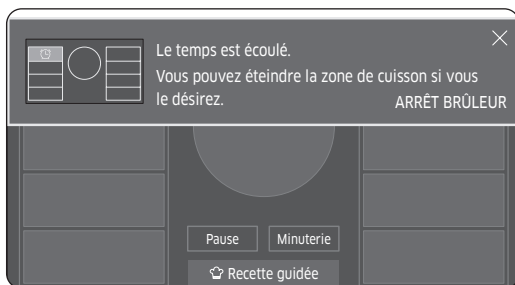 Le temps est écoulé.
Vous pouvez éteindre la zone de cuisson si vous
le désirez.
ARRÊT BRÛLEUR
Pause
Minuterie
Recette guidée